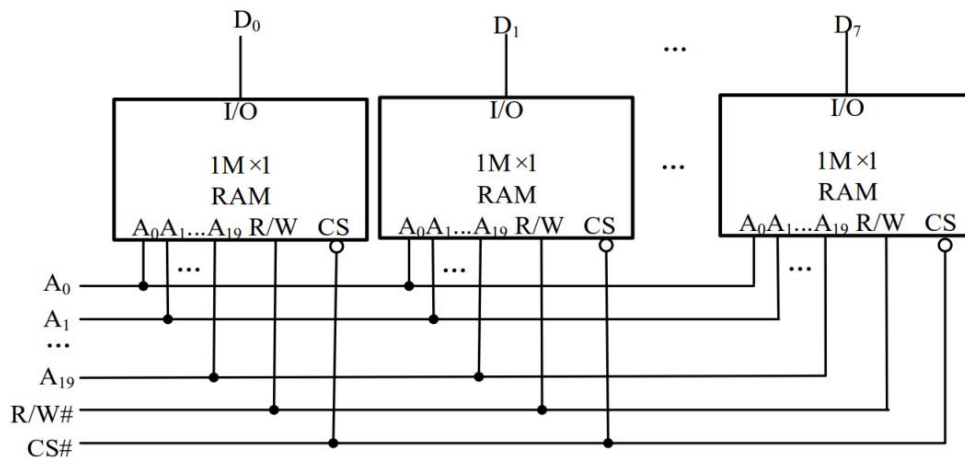 D₀ D₁ ... D₇
I/O I/O I/O
1M×1 1M×1 ... 1M×1
RAM RAM RAM
A₀A₁...A₁₉ R/W CS A₀A₁...A₁₉ R/W CS A₀A₁...A₁₉ R/W CS
... ... ...
A₀
A₁
...
A₁₉
R/W#
CS#